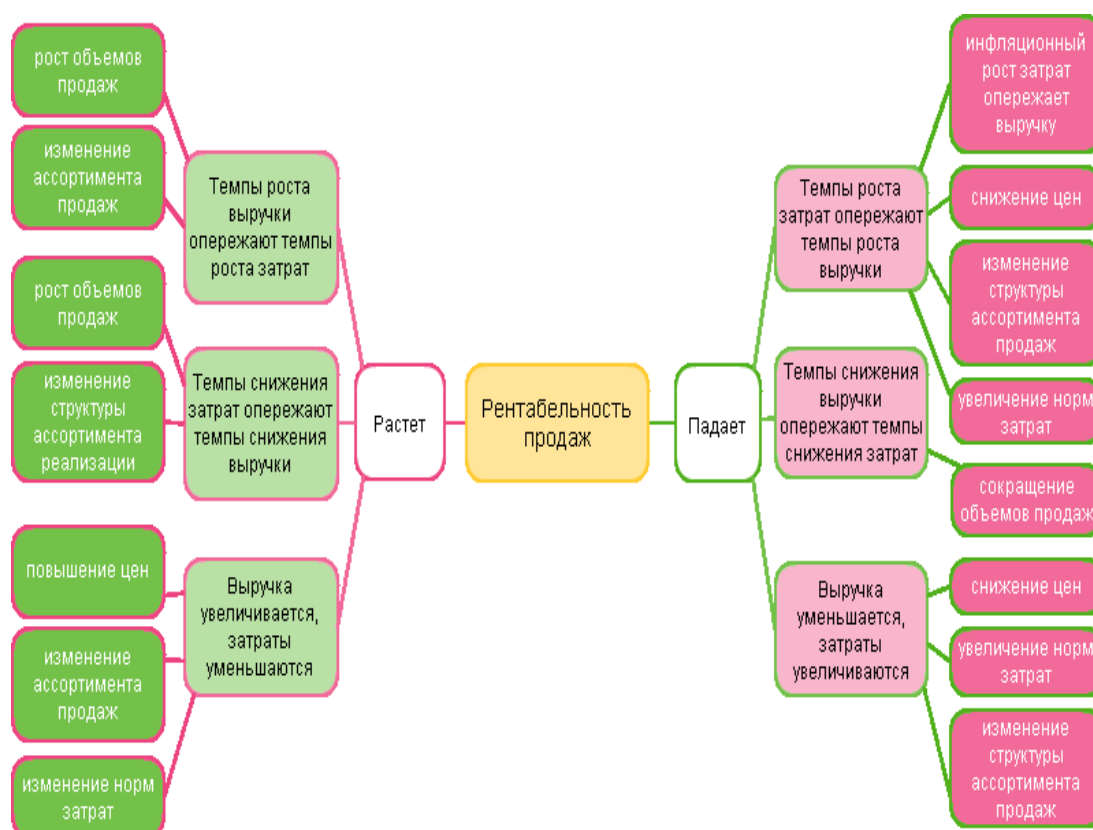 рост объемов
продаж
изменение
ассортимента
продаж
рост объемов
продаж
изменение
структуры
ассортимента
реализации
повышение цен
изменение
ассортимента
продаж
изменение норм
затрат
Темпы роста
выручки
опережают темпы
роста затрат
Темпы снижения
затрат опережают
темпы снижения
выручки
Выручка
увеличивается,
затраты
уменьшаются
Растет
Рентабельность
продаж
Падает
Темпы роста
затрат опережают
темпы роста
выручки
Темпы снижения
выручки
опережают темпы
снижения затрат
Выручка
уменьшается,
затраты
увеличиваются
инфляционный
рост затрат
опережает
выручку
снижение цен
изменение
структуры
ассортимента
продаж
увеличение норм
затрат
сокращение
объемов продаж
снижение цен
увеличение норм
затрат
изменение
структуры
ассортимента
продаж